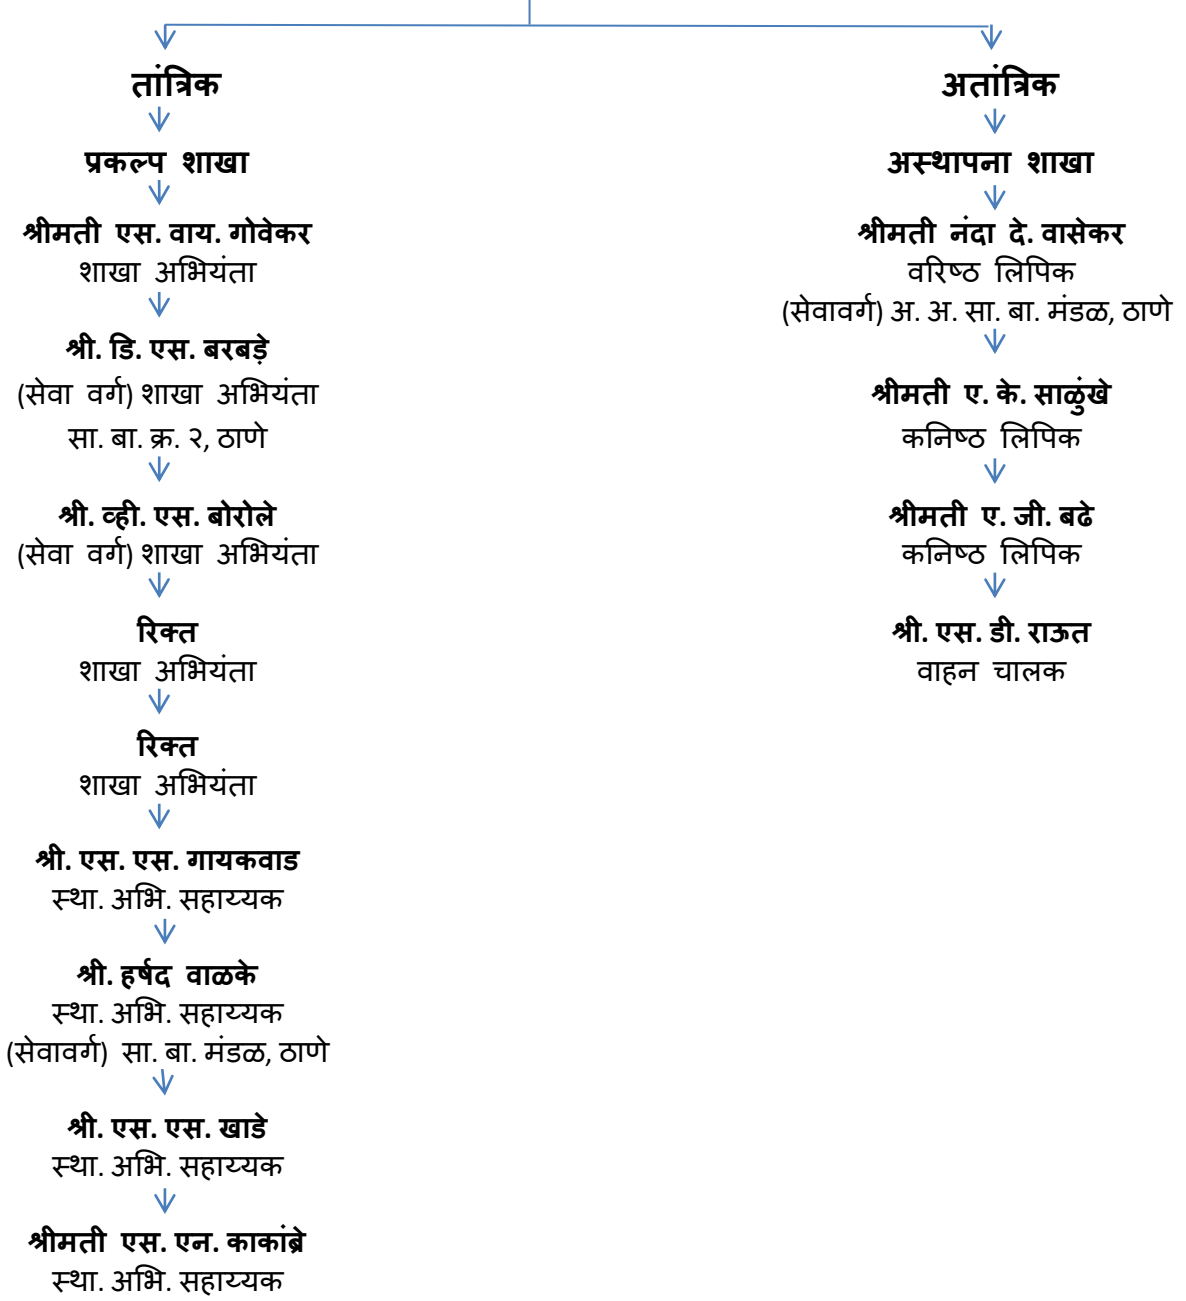 तांत्रिक
प्रकल्प शाखा
श्रीमती एस. वाय. गोवेकर
शाखा अभियंता
श्री. डि. एस. बरबड़े
(सेवा वर्ग) शाखा अभियंता
सा. बा. क्र. २, ठाणे
श्री. व्ही. एस. बोरोले
(सेवा वर्ग) शाखा अभियंता
रिक्त
शाखा अभियंता
रिक्त
शाखा अभियंता
श्री. एस. एस. गायकवाड
स्था. अभि. सहाय्यक
श्री. हर्षद वाळके
स्था. अभि. सहाय्यक
(सेवावर्ग) सा. बा. मंडळ, ठाणे
श्री. एस. एस. खाडे
स्था. अभि. सहाय्यक
श्रीमती एस. एन. काकांब्रे
स्था. अभि. सहाय्यक
अतांत्रिक
अस्थापना शाखा
श्रीमती नंदा दे. वासेकर
वरिष्ठ लिपिक
(सेवावर्ग) अ. अ. सा. बा. मंडळ, ठाणे
श्रीमती ए. के. साळुंखे
कनिष्ठ लिपिक
श्रीमती ए. जी. बढे
कनिष्ठ लिपिक
श्री. एस. डी. राऊत
वाहन चालक